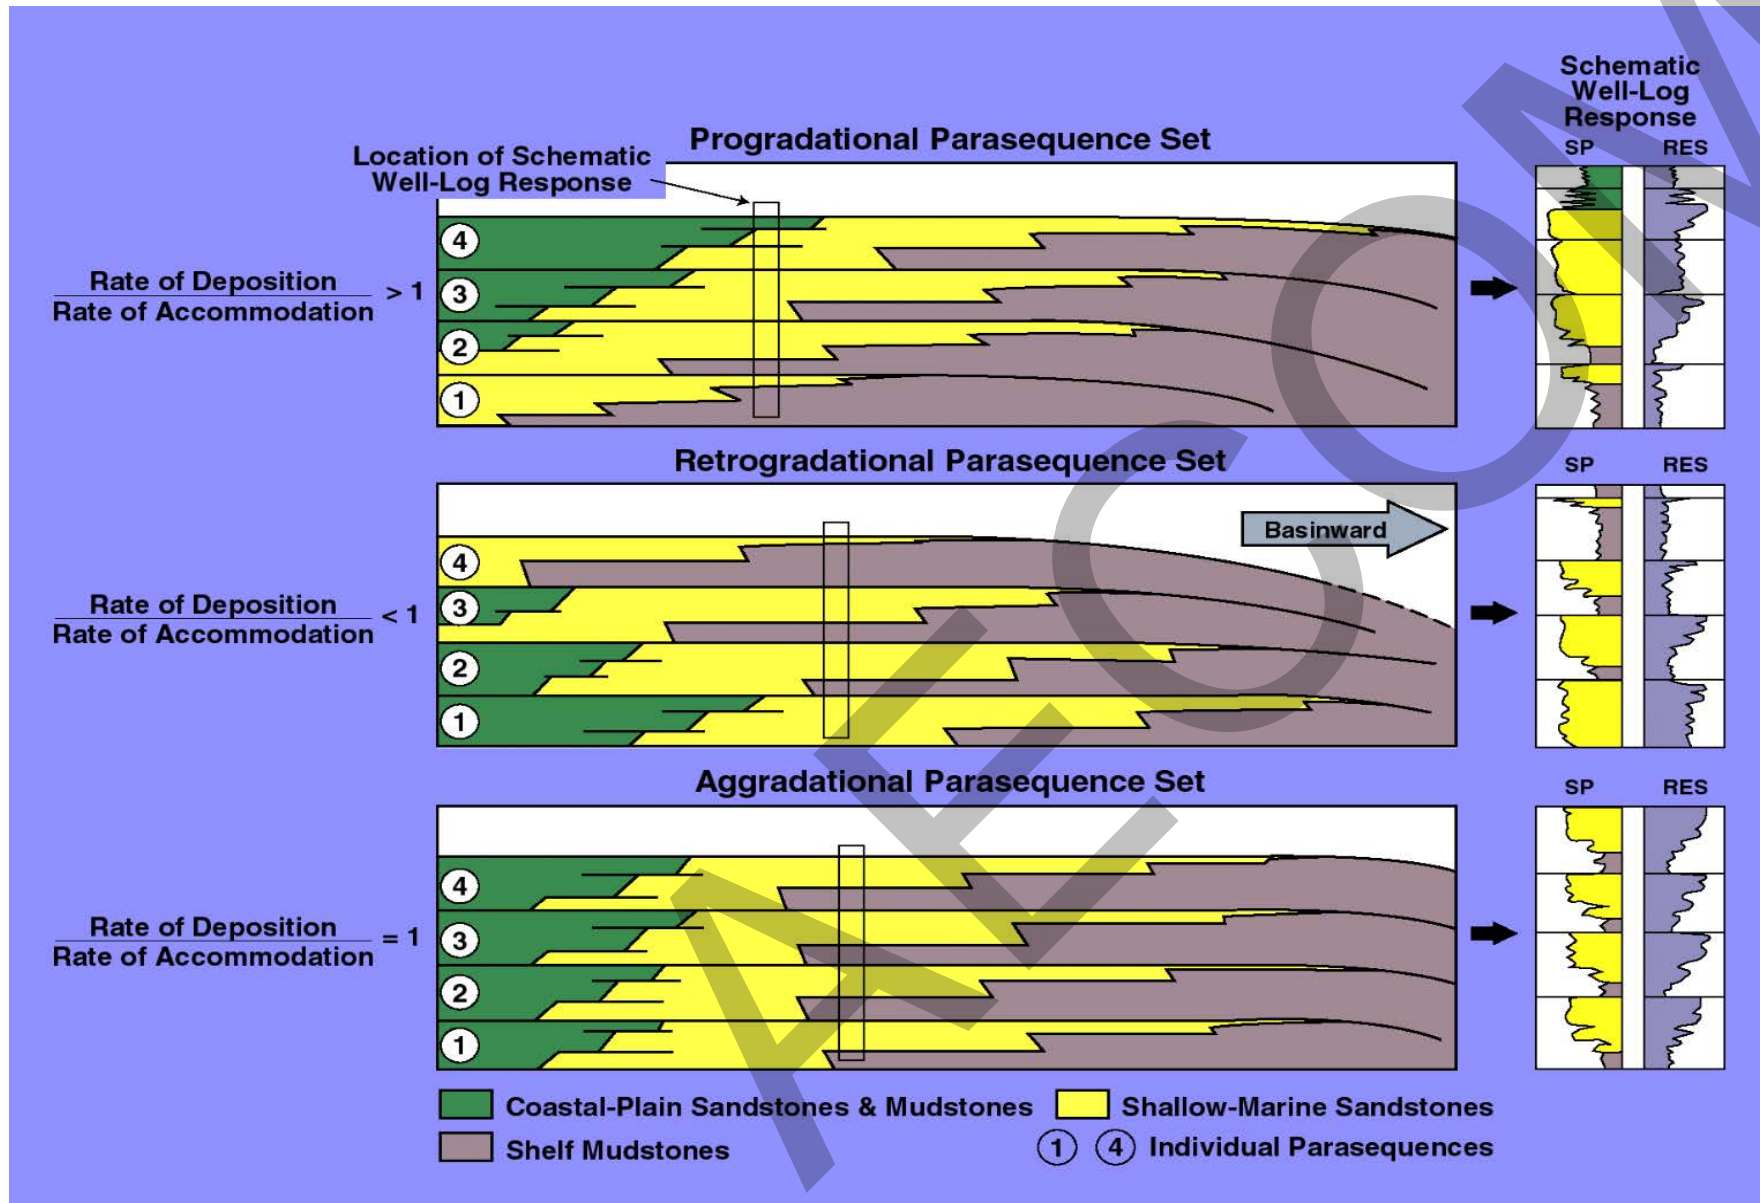 Schematic
Well-Log
Response
SP RES
Progradational Parasequence Set
Location of Schematic
Well-Log Response
Rate of Deposition
Rate of Accommodation
> 1
4
3
2
1
Retrogradational Parasequence Set
SP RES
Basinward
Rate of Deposition
Rate of Accommodation
< 1
4
3
2
1
Aggradational Parasequence Set
SP RES
Rate of Deposition
Rate of Accommodation
= 1
4
3
2
1
Coastal-Plain Sandstones & Mudstones
Shallow-Marine Sandstones
Shelf Mudstones
1 4 Individual Parasequences
AECOM